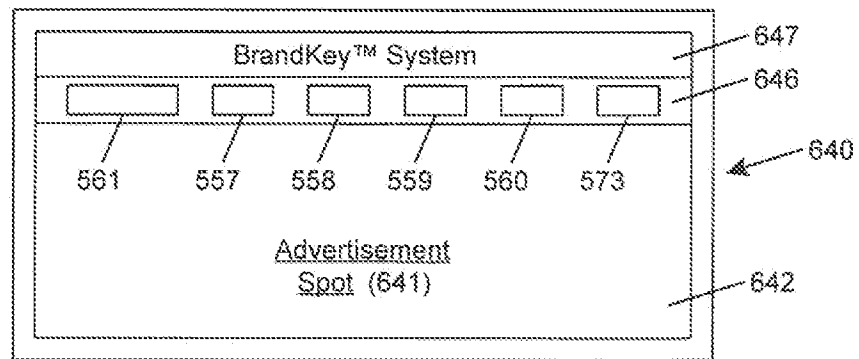 BrandKey™ System
647
646
561 557 558 559 560 573
640
Advertisement
Spot (641)
642